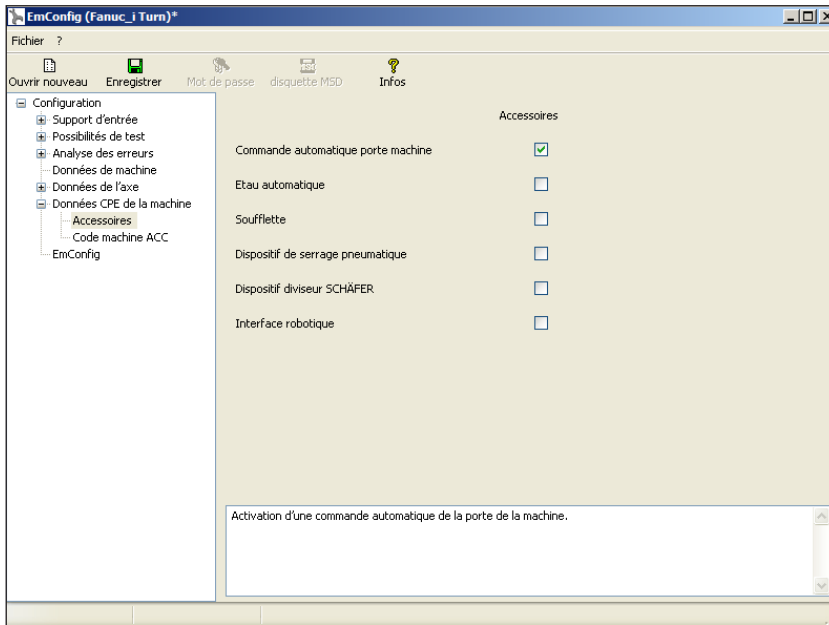 EmConfig (Fanuc_i Turn)*
Fichier ?
Ouvrir nouveau Enregistrer Mot de passe disquette MSD Infos
Configuration
Support d'entrée
Possibilités de test
Analyse des erreurs
Données de machine
Données de l'axe
Données CPE de la machine
Accessoires
Code machine ACC
EmConfig
Accessoires
Commande automatique porte machine
Etau automatique
Soufflette
Dispositif de serrage pneumatique
Dispositif diviseur SCHÄFER
Interface robotique
Activation d'une commande automatique de la porte de la machine.